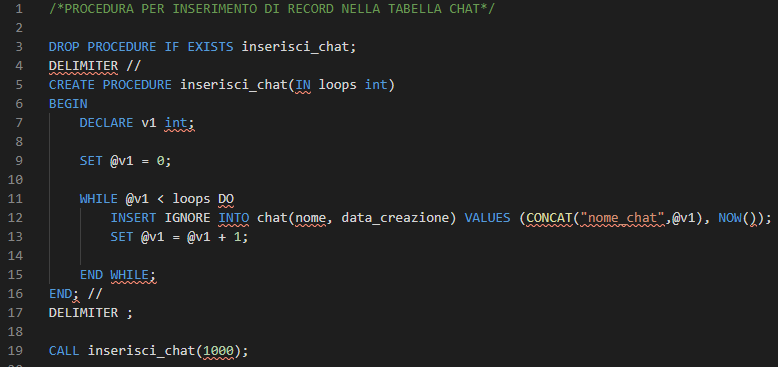 1 /*PROCEDURA PER INSERIMENTO DI RECORD NELLA TABELLA CHAT*/
2
3 DROP PROCEDURE IF EXISTS inserisci_chat;
4 DELIMITER //
5 CREATE PROCEDURE inserisci_chat(IN loops int)
6 BEGIN
7     DECLARE v1 int;
8
9     SET @v1 = 0;
10
11     WHILE @v1 < loops DO
12         INSERT IGNORE INTO chat(nome, data_creazione) VALUES (CONCAT("nome_chat",@v1), NOW());
13         SET @v1 = @v1 + 1;
14
15     END WHILE;
16 END; //
17 DELIMITER ;
18
19 CALL inserisci_chat(1000);